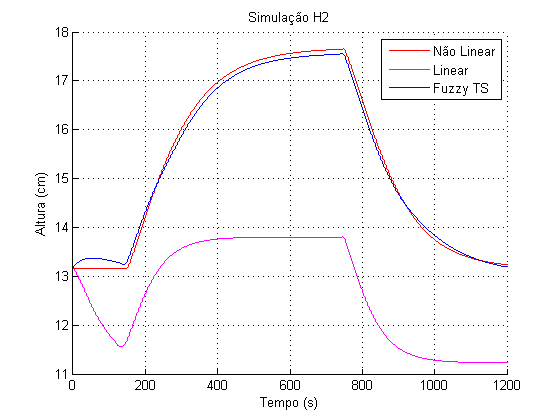 Simulação H2
Não Linear
Linear
Fuzzy TS
Altura (cm)
18
17
16
15
14
13
12
11
0
200
400
600
800
1000
1200
Tempo (s)